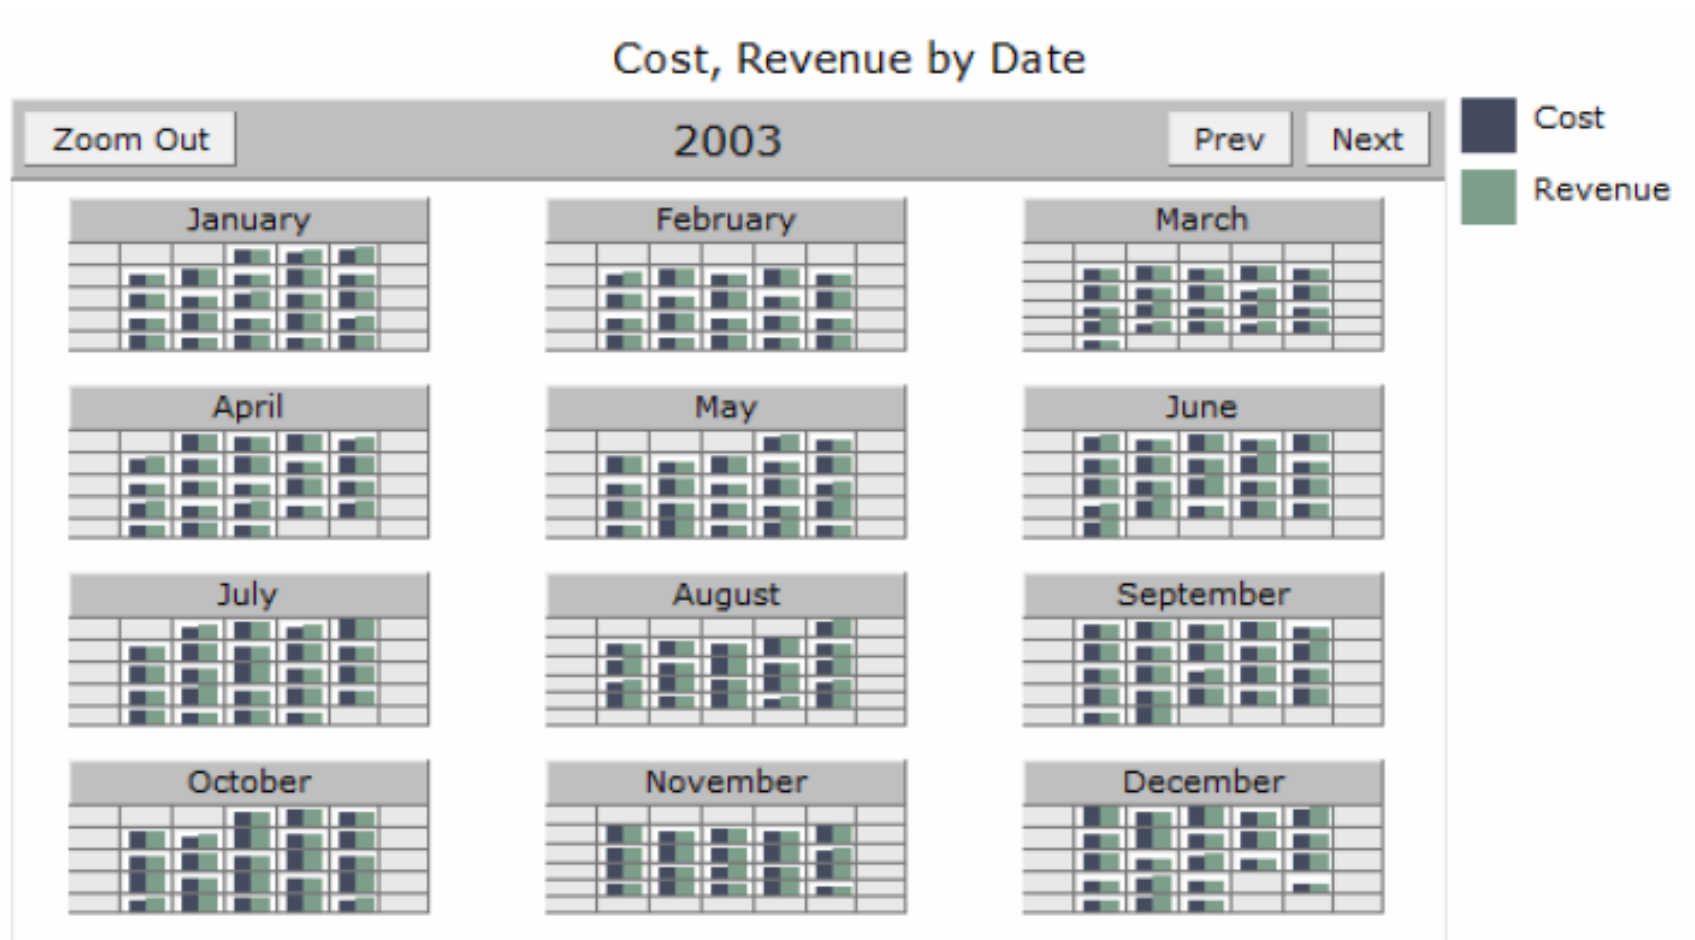 Cost, Revenue by Date
Zoom Out
2003
Prev
Next
Cost
Revenue
January
February
March
April
May
June
July
August
September
October
November
December